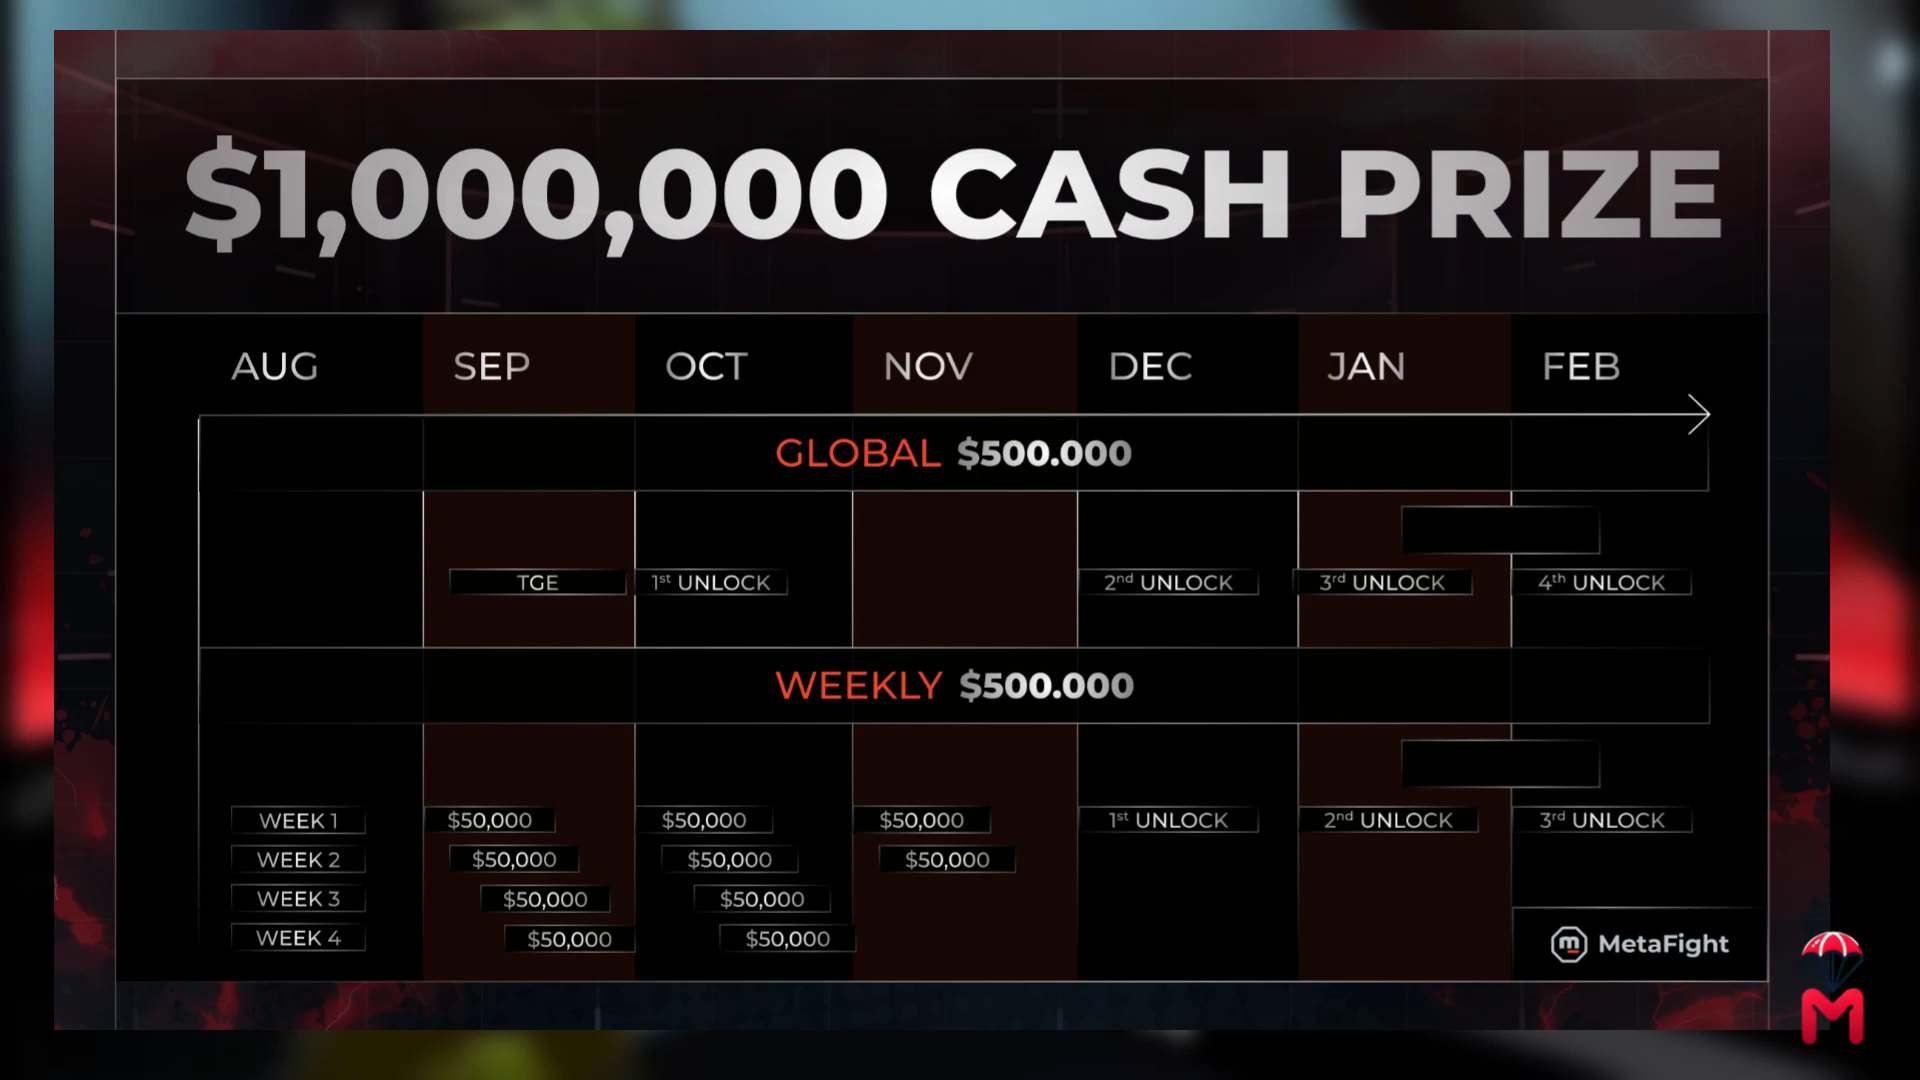 $1,000,000 CASH PRIZE
AUG SEP OCT NOV DEC JAN FEB
GLOBAL $500.000
TGE 1st UNLOCK 2nd UNLOCK 3rd UNLOCK 4th UNLOCK
WEEKLY $500.000
WEEK 1 $50,000 $50,000 $50,000 1st UNLOCK 2nd UNLOCK 3rd UNLOCK
WEEK 2 $50,000 $50,000 $50,000
WEEK 3 $50,000 $50,000
WEEK 4 $50,000 $50,000
m MetaFight
M